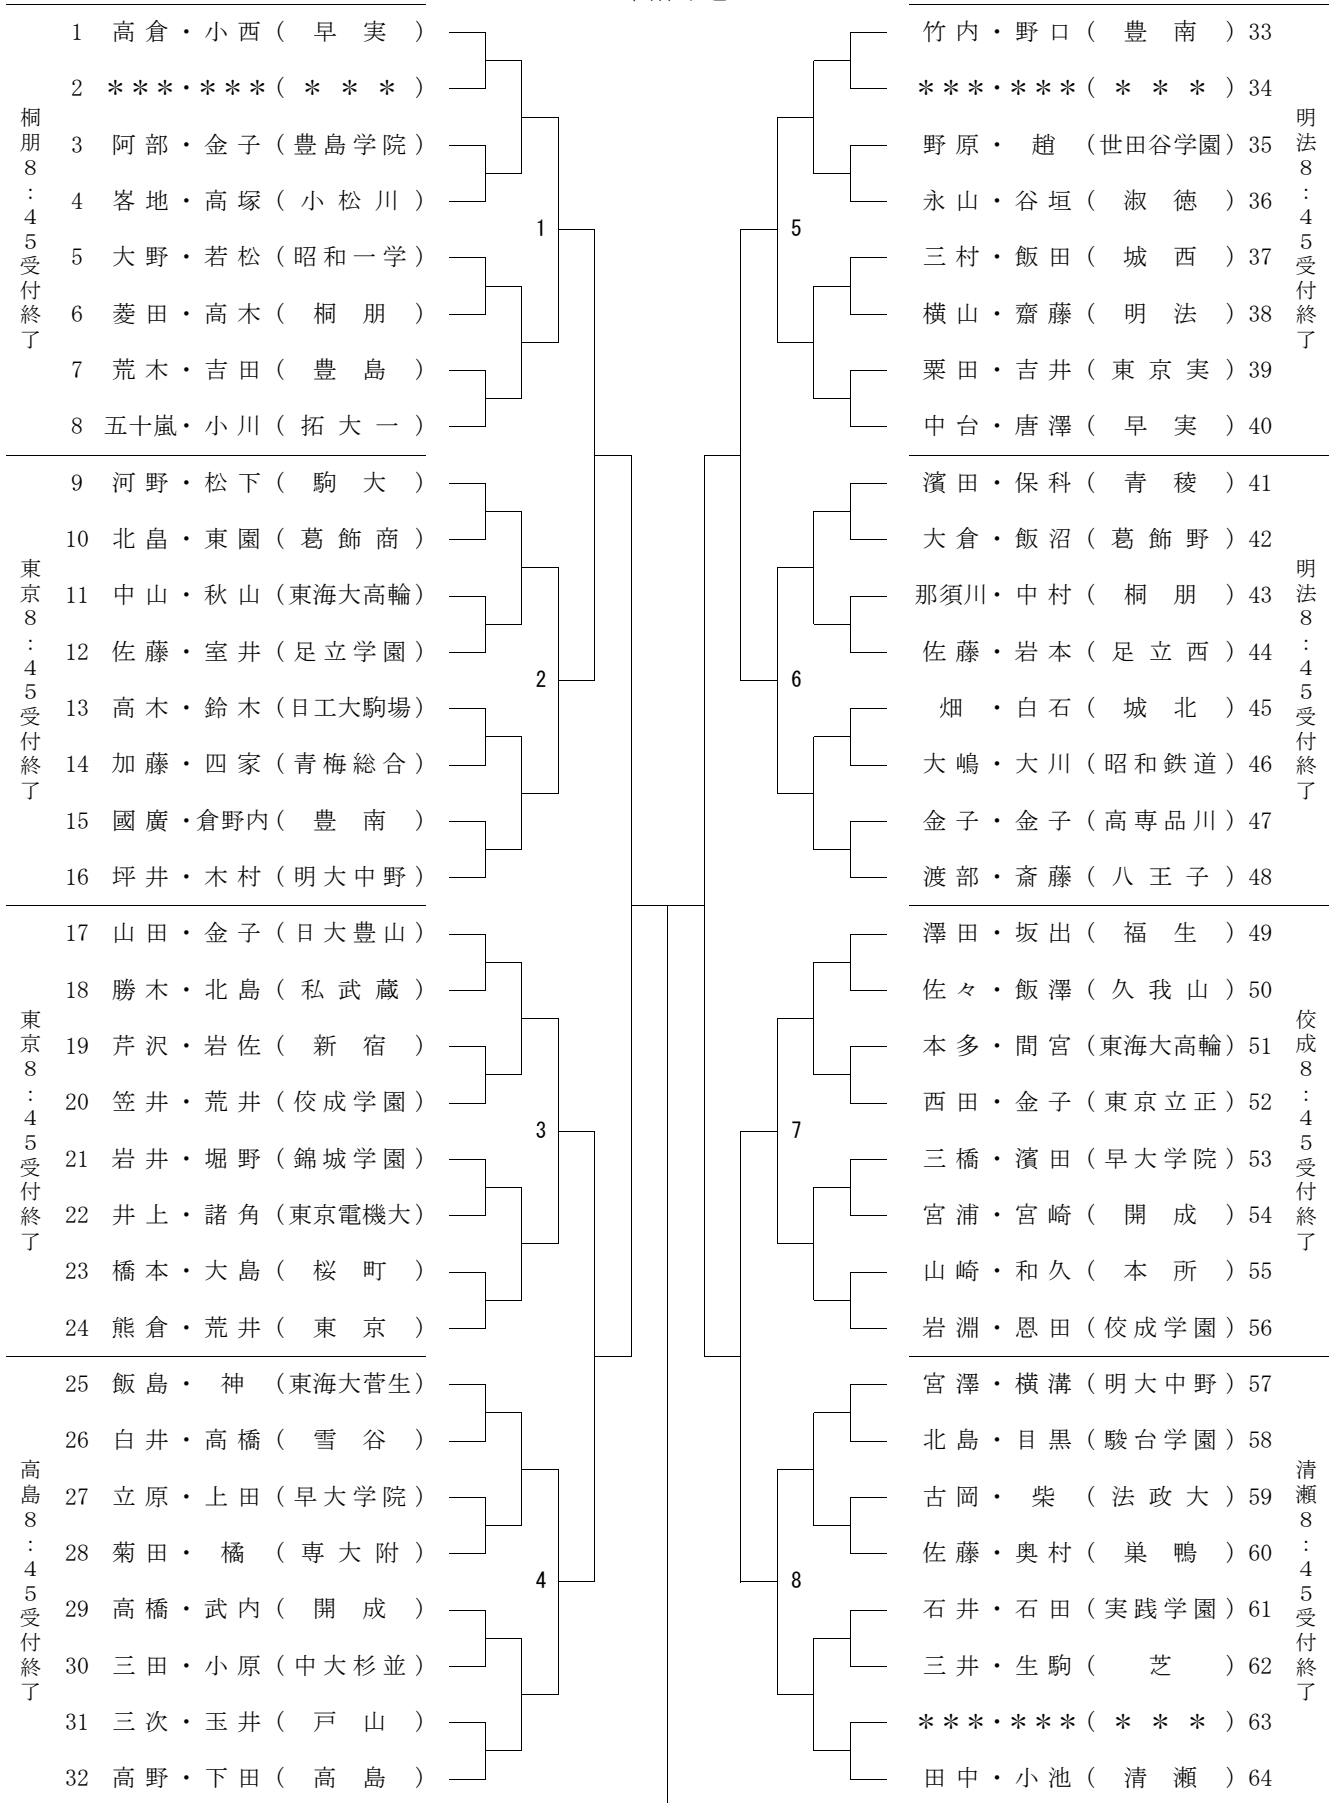 桐朋8：45受付終了
1 高倉・小西（早実）
2 ＊＊＊・＊＊＊（＊＊＊）
3 阿部・金子（豊島学院）
4 峉地・高塚（小松川）
5 大野・若松（昭和一学）
6 菱田・高木（桐朋）
7 荒木・吉田（豊島）
8 五十嵐・小川（拓大一）
1
東京8：45受付終了
9 河野・松下（駒大）
10 北畠・東園（葛飾商）
11 中山・秋山（東海大高輪）
12 佐藤・室井（足立学園）
13 高木・鈴木（日工大駒場）
14 加藤・四家（青梅総合）
15 國廣・倉野内（豊南）
16 坪井・木村（明大中野）
2
東京8：45受付終了
17 山田・金子（日大豊山）
18 勝木・北島（私武蔵）
19 芹沢・岩佐（新宿）
20 笠井・荒井（佼成学園）
21 岩井・堀野（錦城学園）
22 井上・諸角（東京電機大）
23 橋本・大島（桜町）
24 熊倉・荒井（東京）
3
高島8：45受付終了
25 飯島・神（東海大菅生）
26 白井・高橋（雪谷）
27 立原・上田（早大学院）
28 菊田・橘（専大附）
29 高橋・武内（開成）
30 三田・小原（中大杉並）
31 三次・玉井（戸山）
32 高野・下田（高島）
4
竹内・野口（豊南）33
＊＊＊・＊＊＊（＊＊＊）34
野原・趙（世田谷学園）35
永山・谷垣（淑徳）36
三村・飯田（城西）37
横山・齋藤（明法）38
粟田・吉井（東京実）39
中台・唐澤（早実）40
明法8：45受付終了
5
濱田・保科（青稜）41
大倉・飯沼（葛飾野）42
那須川・中村（桐朋）43
佐藤・岩本（足立西）44
畑・白石（城北）45
大嶋・大川（昭和鉄道）46
金子・金子（高専品川）47
渡部・斎藤（八王子）48
明法8：45受付終了
6
澤田・坂出（福生）49
佐々・飯澤（久我山）50
本多・間宮（東海大高輪）51
西田・金子（東京立正）52
三橋・濱田（早大学院）53
宮浦・宮崎（開成）54
山崎・和久（本所）55
岩淵・恩田（佼成学園）56
佼成8：45受付終了
7
宮澤・横溝（明大中野）57
北島・目黒（駿台学園）58
古岡・柴（法政大）59
佐藤・奥村（巣鴨）60
石井・石田（実践学園）61
三井・生駒（芝）62
＊＊＊・＊＊＊（＊＊＊）63
田中・小池（清瀬）64
清瀬8：45受付終了
8